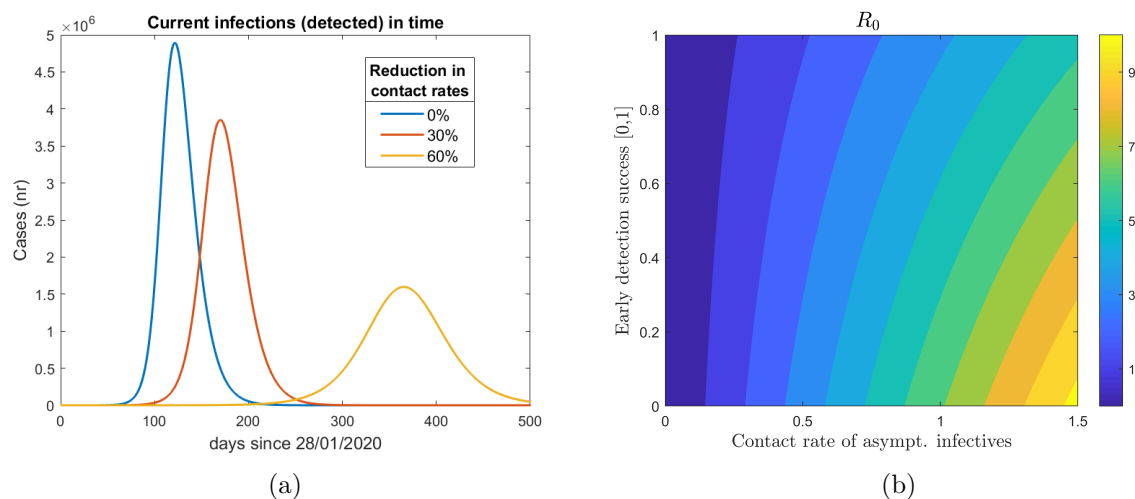 Current infections (detected) in time
×10⁶
5
4.5
4
3.5
3
2.5
2
1.5
1
0.5
0
Cases (nr)
Reduction in
contact rates
0%
30%
60%
0 100 200 300 400 500
days since 28/01/2020
(a)
R₀
1
0.8
0.6
0.4
0.2
0
Early detection success [0,1]
0 0.5 1 1.5
Contact rate of asympt. infectives
9
7
5
3
1
(b)